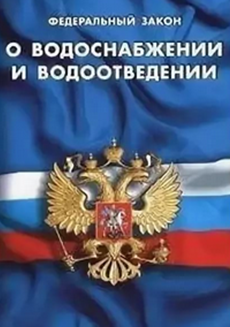 ФЕДЕРАЛЬНЫЙ ЗАКОН
О ВОДОСНАБЖЕНИИ
И ВОДООТВЕДЕНИИ